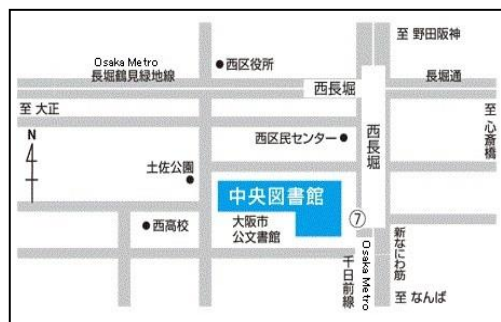 至 野田阪神
Osaka Metro
長堀鶴見緑地線
西区役所
西長堀
長堀通
至 大正
至 心斎橋
N
西区民センター
西長堀
土佐公園
中央図書館
大阪市
公文書館
⑦
西高校
千日前線
Osaka Metro
新なにわ筋
至 なんば